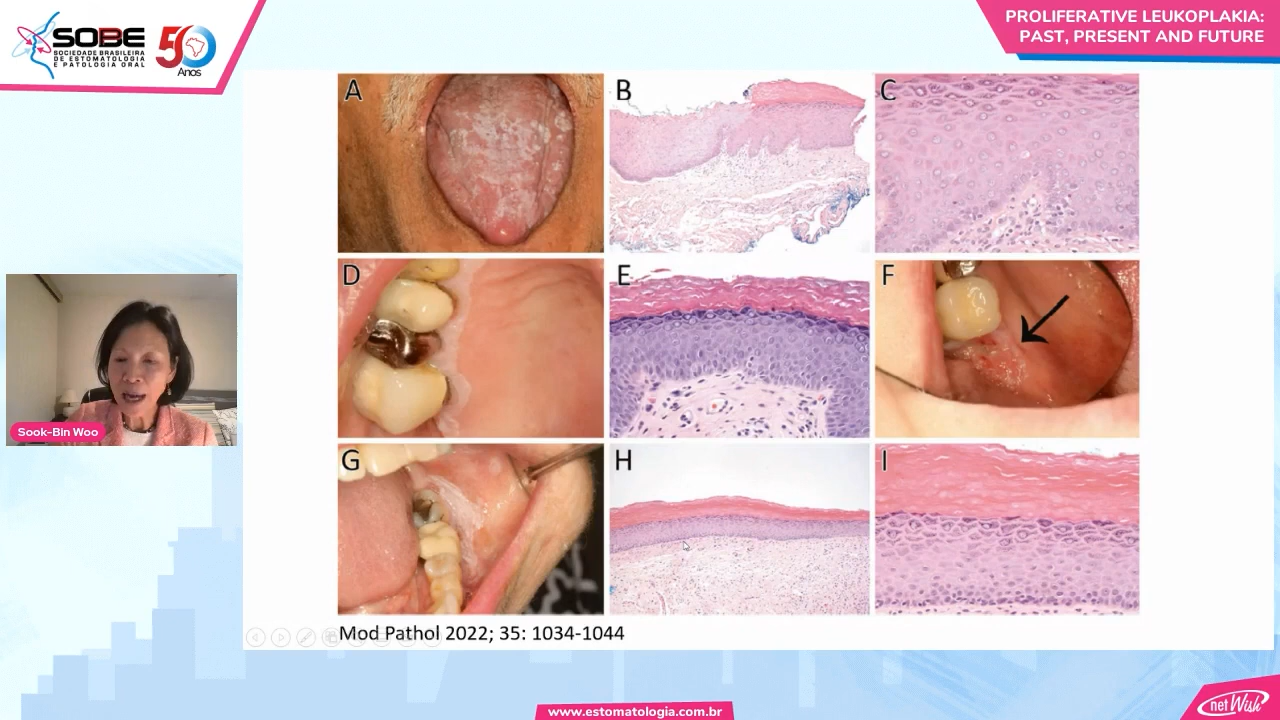 SOBE
SOCIEDADE BRASILEIRA
DE ESTOMATOLOGIA
E PATOLOGIA ORAL
50
Anos
PROLIFERATIVE LEUKOPLAKIA:
PAST, PRESENT AND FUTURE
A
B
C
D
E
F
G
H
I
Sook-Bin Woo
Mod Pathol 2022; 35: 1034-1044
www.estomatologia.com.br
netWish